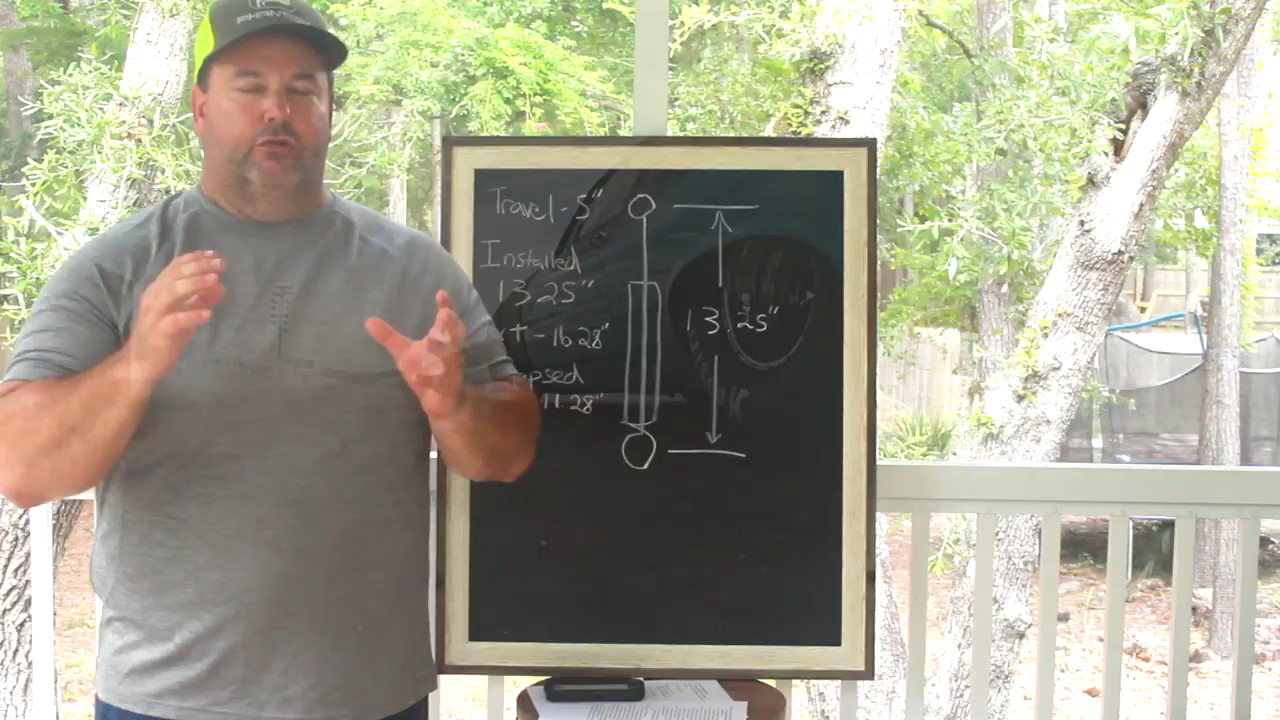 Travel - 5"
Installed
13.25"
13.25"
- 16.28"
11.28"